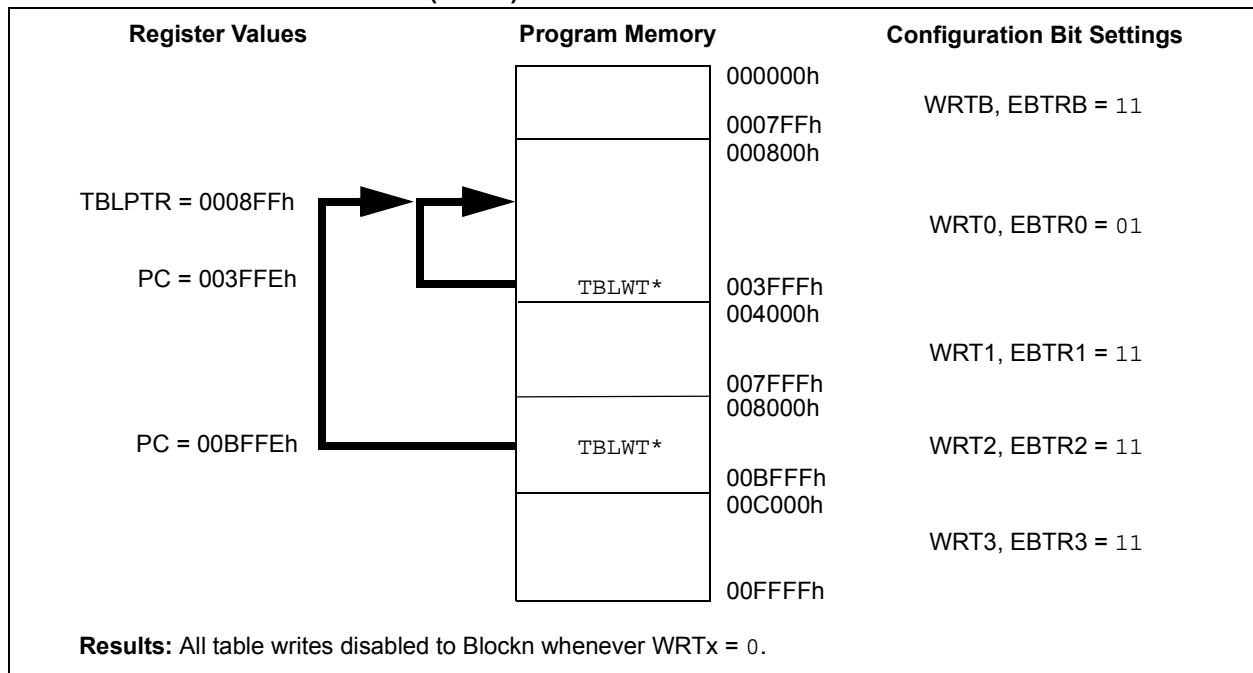 Register Values Program Memory Configuration Bit Settings
000000h
WRTB, EBTRB = 11
0007FFh
000800h
TBLPTR = 0008FFh
WRT0, EBTR0 = 01
PC = 003FFEh TBLWT* 003FFFh
004000h
WRT1, EBTR1 = 11
007FFFh
008000h
PC = 00BFFEh TBLWT* WRT2, EBTR2 = 11
00BFFFh
00C000h
WRT3, EBTR3 = 11
00FFFFh
Results: All table writes disabled to Blockn whenever WRTx = 0.